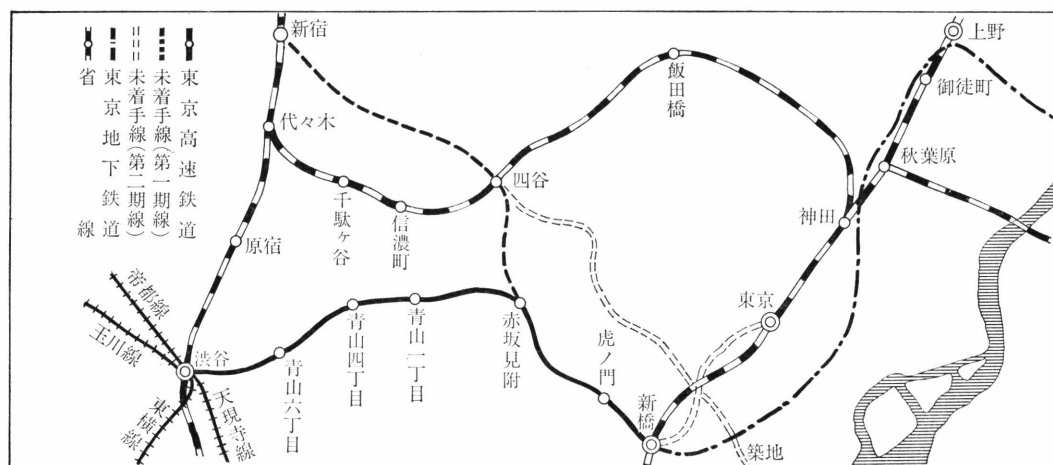 東京高速鉄道
未着手線(第一期線)
未着手線(第二期線)
東京地下鉄道
省線
新宿
代々木
原宿
千駄ヶ谷
信濃町
四谷
飯田橋
上野
御徒町
秋葉原
神田
東京
帝都線
玉川線
渋谷
東横線
天現寺線
青山六丁目
青山四丁目
青山一丁目
赤坂見附
虎ノ門
新橋
築地